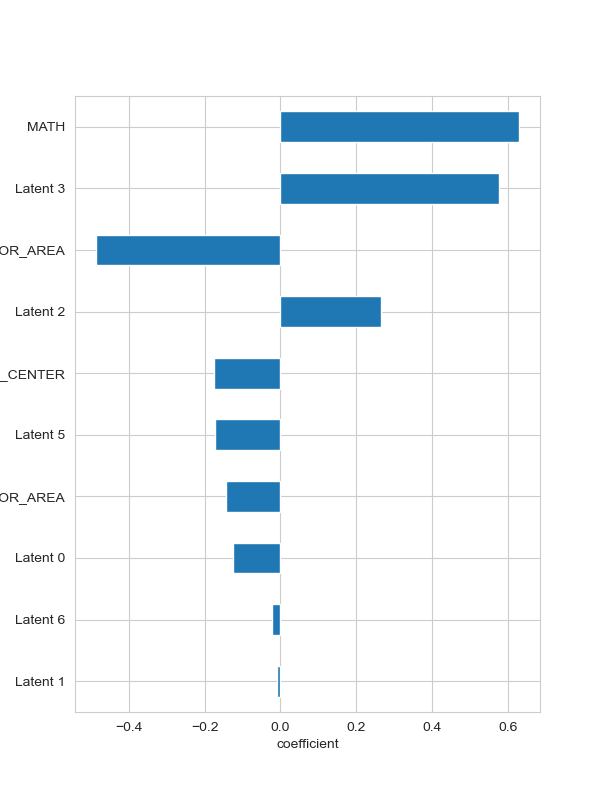 MATH
Latent 3
OR_AREA
Latent 2
_CENTER
Latent 5
OR_AREA
Latent 0
Latent 6
Latent 1
−0.4 −0.2 0.0 0.2 0.4 0.6
coefficient